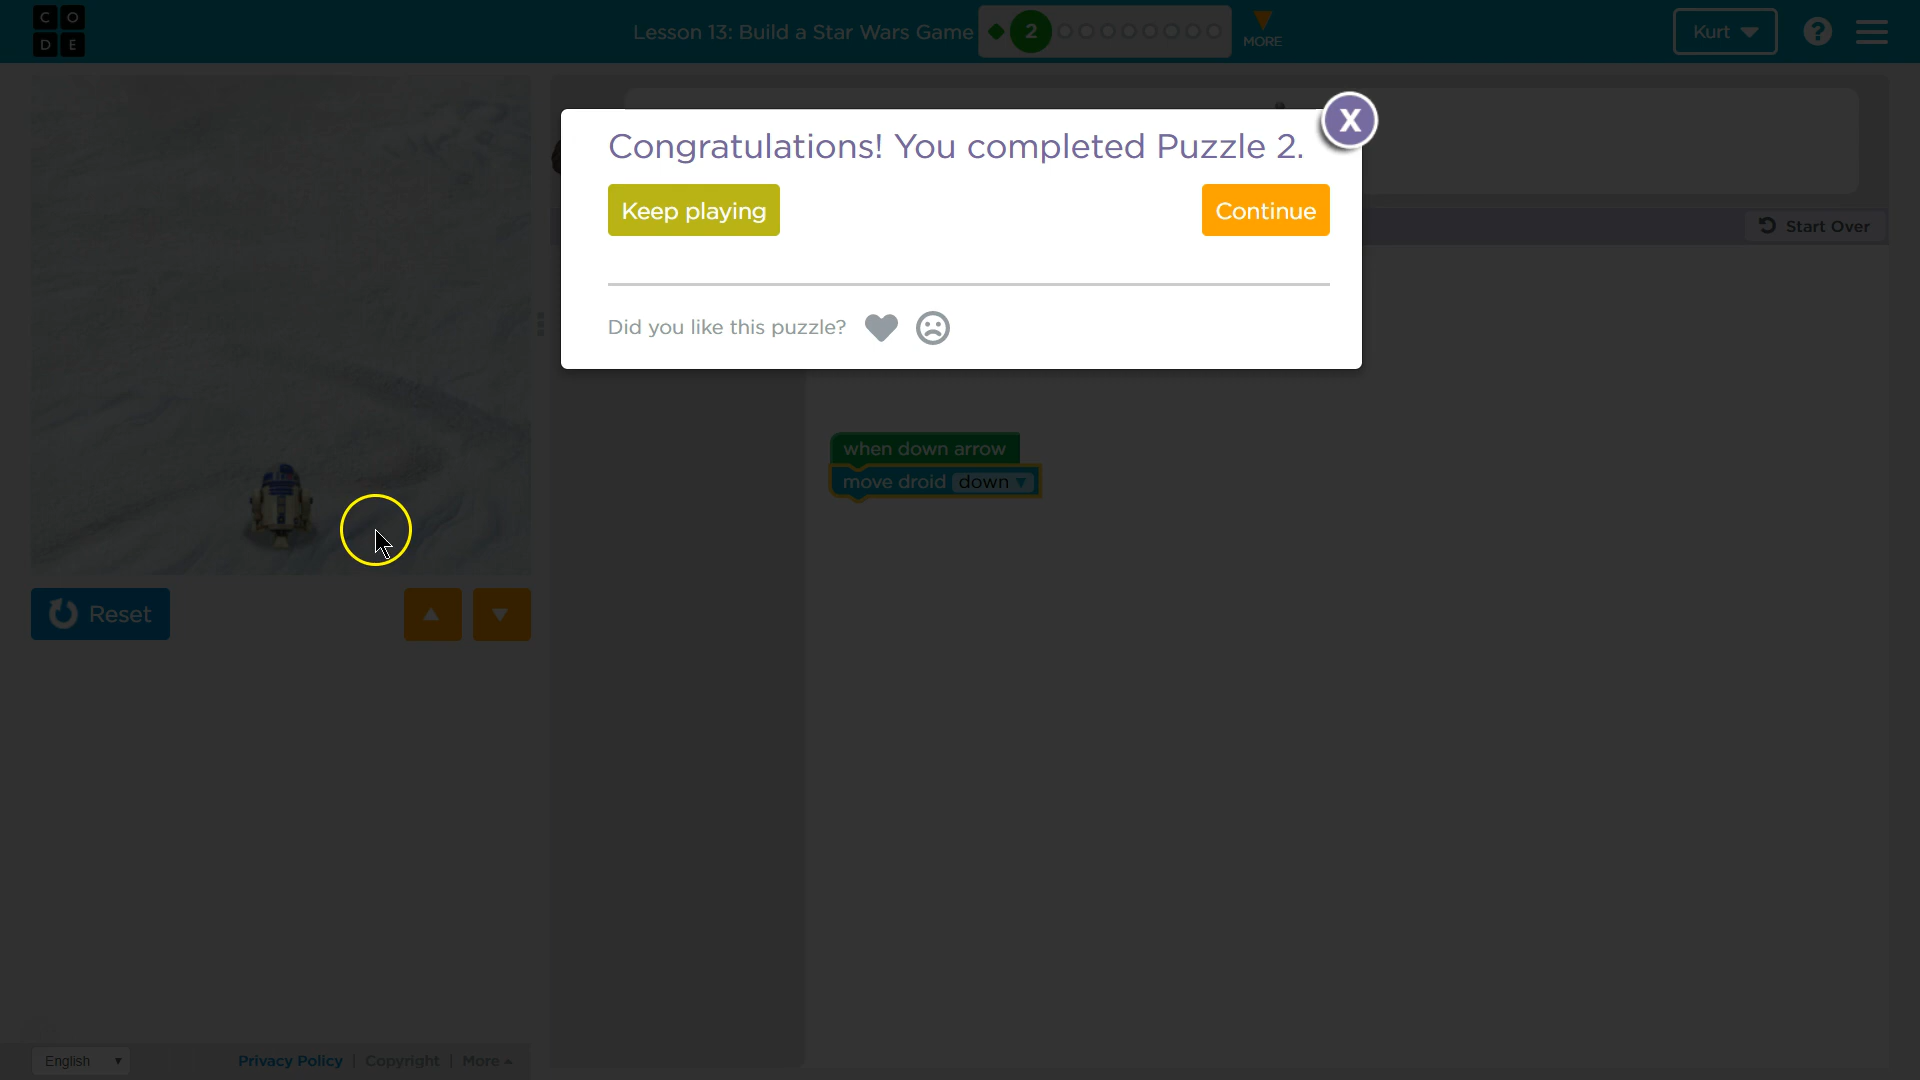 C O
D E
Lesson 13: Build a Star Wars Game
2
MORE
Kurt
?
X
Congratulations! You completed Puzzle 2.
Keep playing
Continue
Start Over
Did you like this puzzle?
when down arrow
move droid down
Reset
English
Privacy Policy | Copyright | More